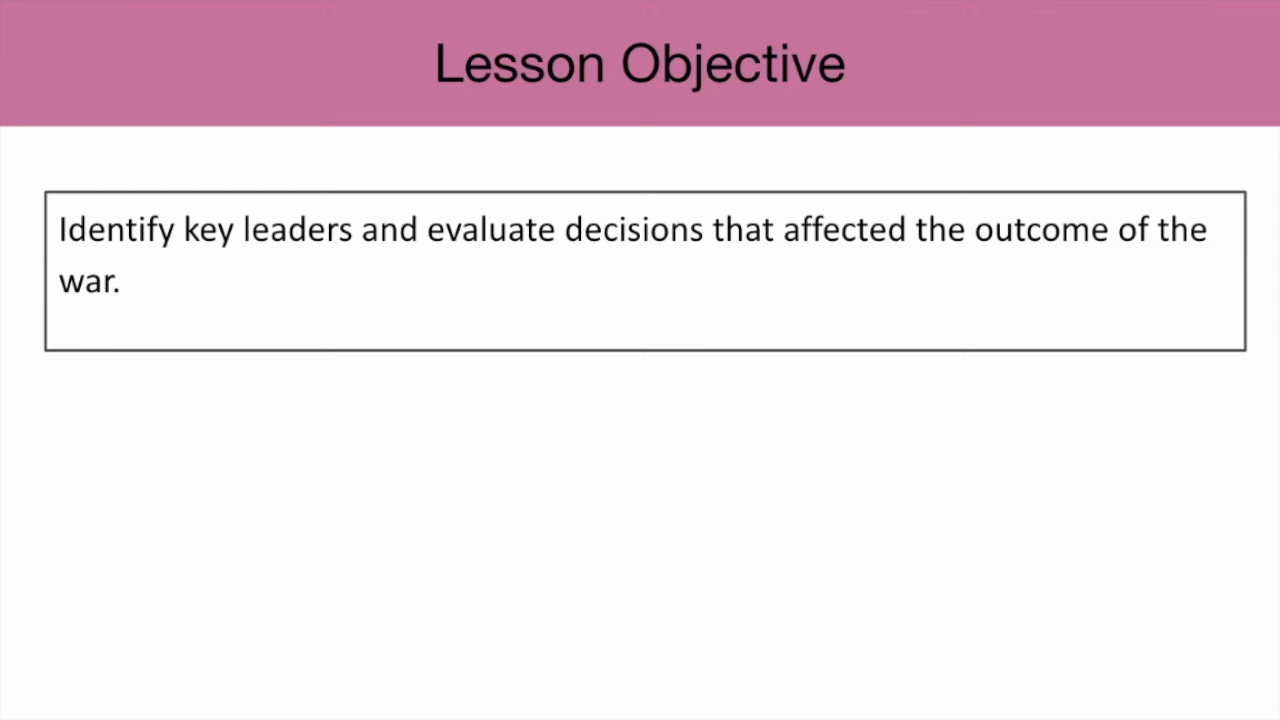 Lesson Objective
Identify key leaders and evaluate decisions that affected the outcome of the
war.